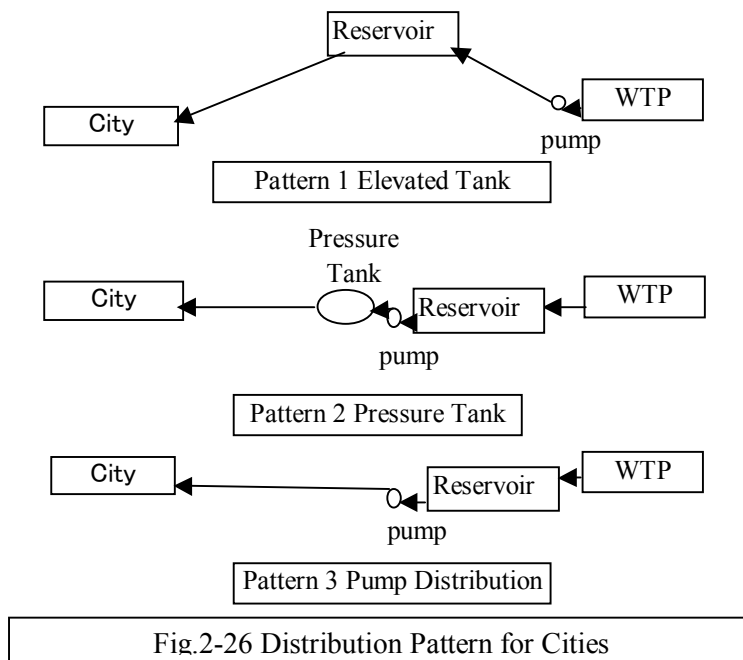 Reservoir
City
WTP
pump
Pattern 1 Elevated Tank
Pressure
Tank
City
Reservoir
WTP
pump
Pattern 2 Pressure Tank
City
Reservoir
WTP
pump
Pattern 3 Pump Distribution
Fig.2-26 Distribution Pattern for Cities